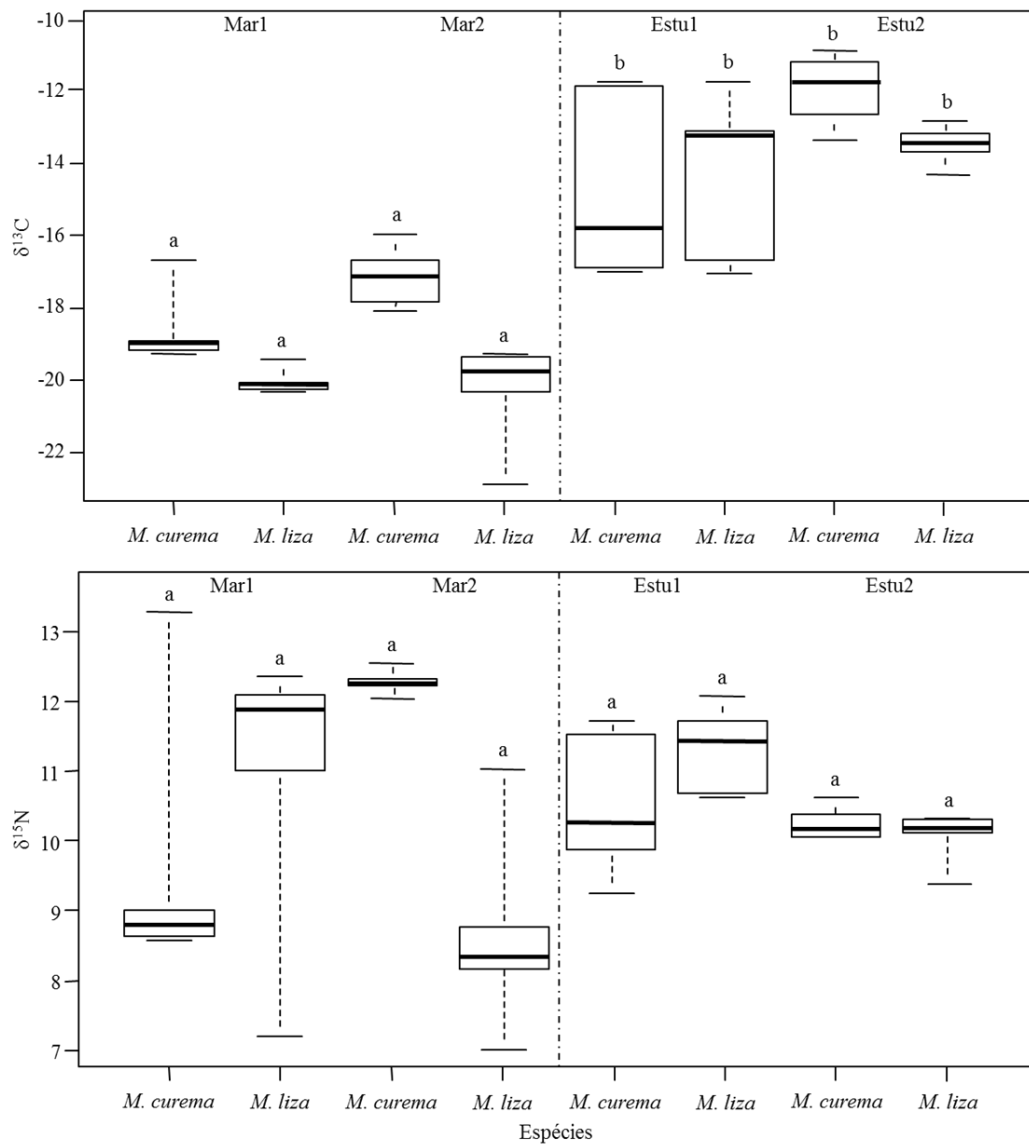 Mar1 Mar2 Estu1 Estu2
-10
-12
-14
-16
-18
-20
-22
δ¹³C
a a a a b b b b
M. curema M. liza M. curema M. liza M. curema M. liza M. curema M. liza
Mar1 Mar2 Estu1 Estu2
13
12
11
10
9
8
7
δ¹⁵N
a a a a a a a a
M. curema M. liza M. curema M. liza M. curema M. liza M. curema M. liza
Espécies